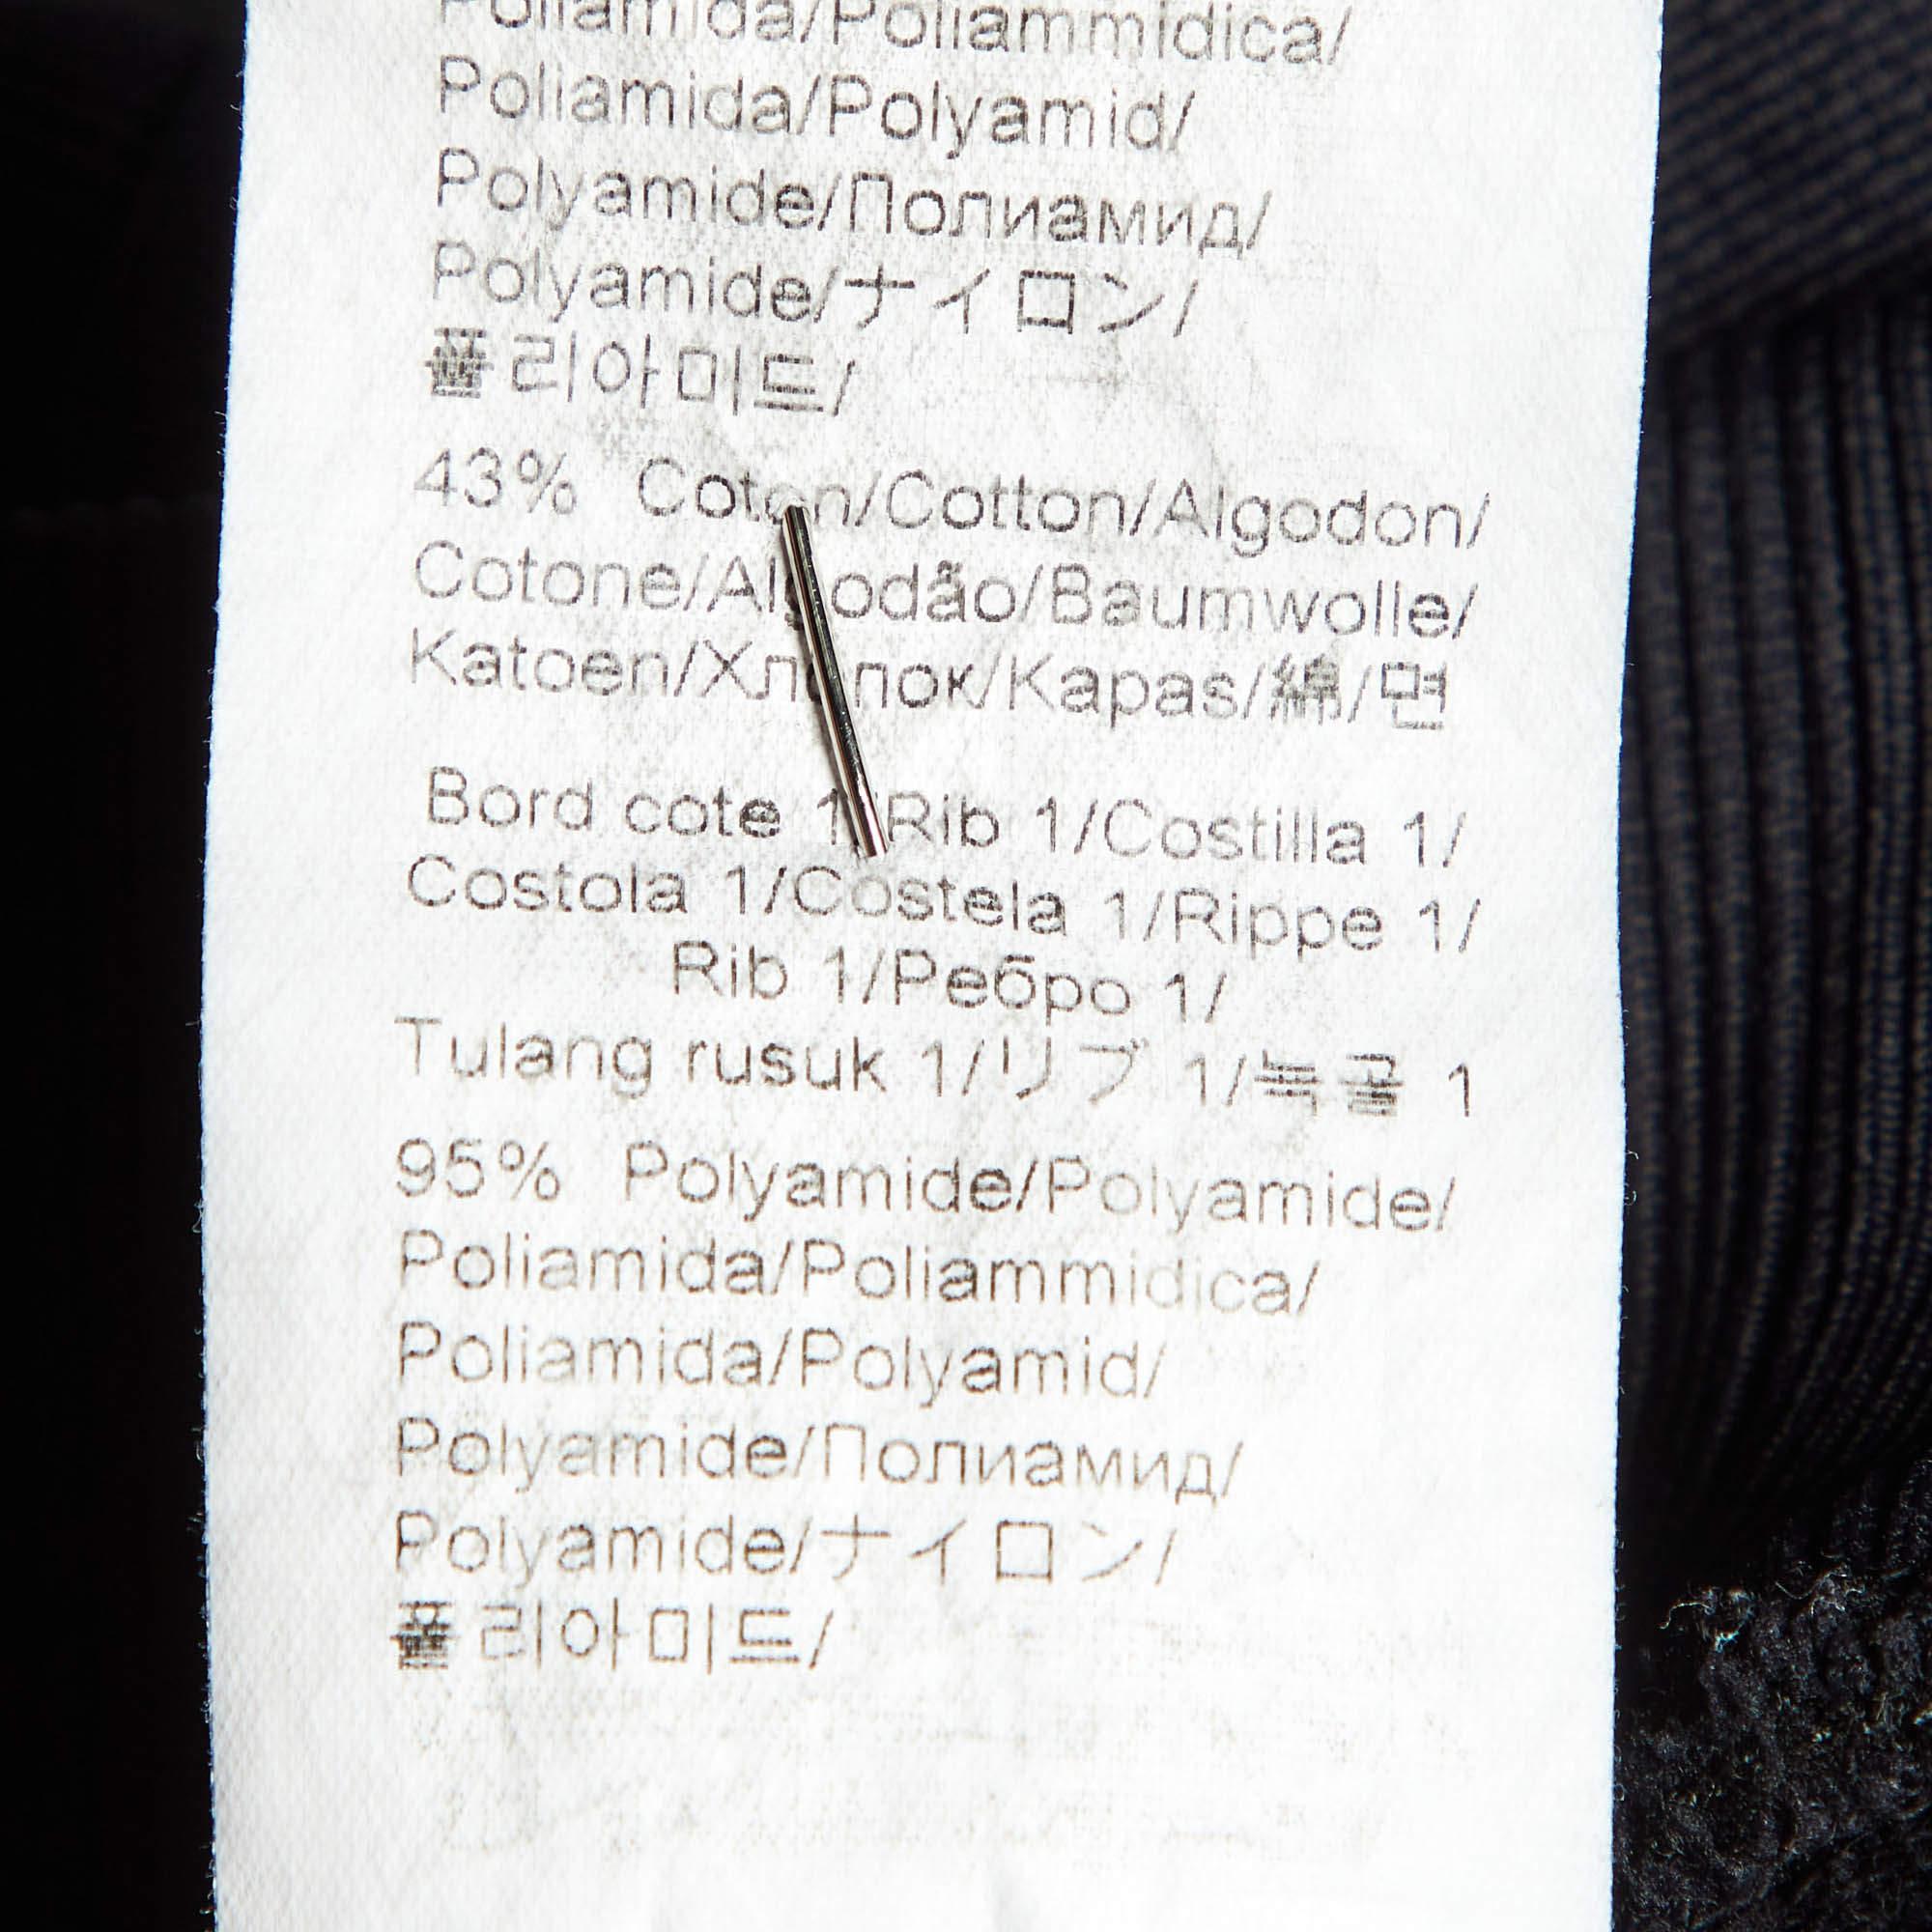 Poliamida/Poliammidica/
Poliamida/Polyamid/
Polyamide/Полиамид/
Polyamide/ナイロン/
폴리아미드/
43% Coton/Cotton/Algodon/
Cotone/Algodão/Baumwolle/
Katoen/Хлопок/Kapas/綿/면
Bord cote 1/Rib 1/Costilla 1/
Costola 1/Costela 1/Rippe 1/
Rib 1/Ребро 1/
Tulang rusuk 1/リブ 1/늑골 1
95% Polyamide/Polyamide/
Poliamida/Poliammidica/
Poliamida/Polyamid/
Polyamide/Полиамид/
Polyamide/ナイロン/
폴리아미드/